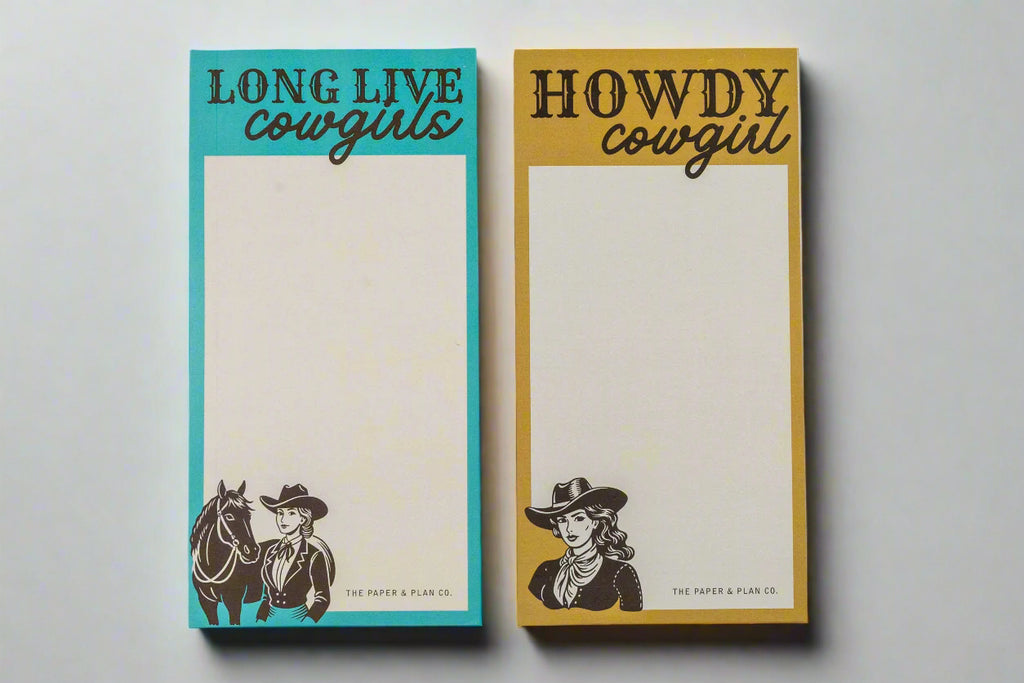 LONG LIVE
cowgirls
THE PAPER & PLAN CO.
HOWDY
cowgirl
THE PAPER & PLAN CO.